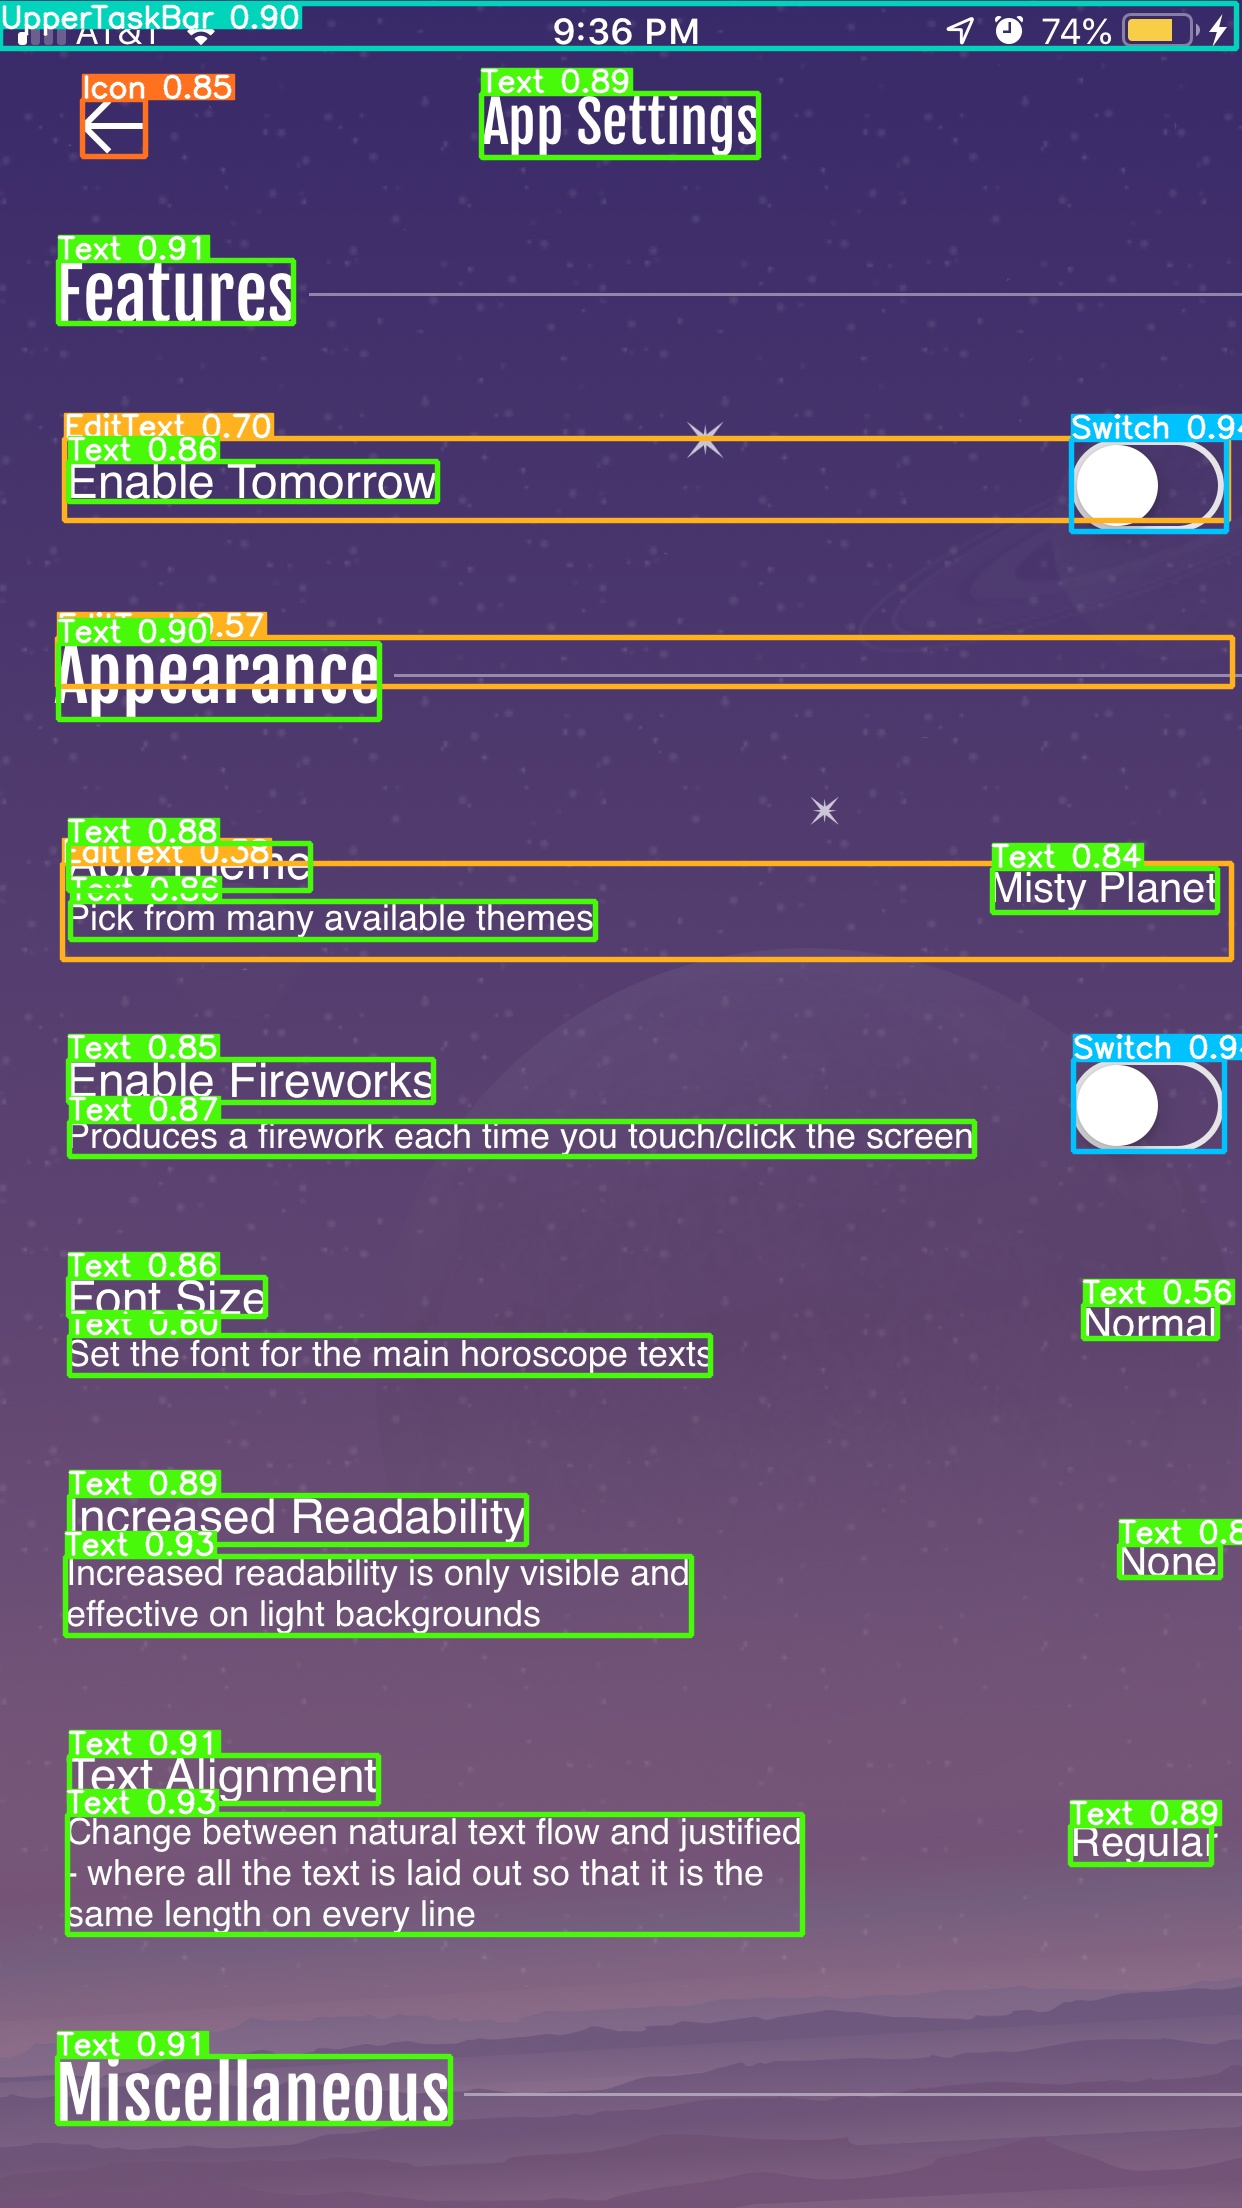 UpperTaskBar 0.90
AT&T 9:36 PM 74%
Icon 0.85
Text 0.89
App Settings
Text 0.91
Features
EditText 0.70
Text 0.86
Switch 0.94
Enable Tomorrow
EditText 0.57
Text 0.90
Appearance
Text 0.88
EditText 0.38
App Theme
Text 0.86
Pick from many available themes
Text 0.84
Misty Planet
Text 0.85
Enable Fireworks
Switch 0.94
Text 0.87
Produces a firework each time you touch/click the screen
Text 0.86
Font Size
Text 0.60
Set the font for the main horoscope texts
Text 0.56
Normal
Text 0.89
Increased Readability
Text 0.93
Increased readability is only visible and
effective on light backgrounds
Text 0.8
None
Text 0.91
Text Alignment
Text 0.93
Change between natural text flow and justified
- where all the text is laid out so that it is the
same length on every line
Text 0.89
Regular
Text 0.91
Miscellaneous